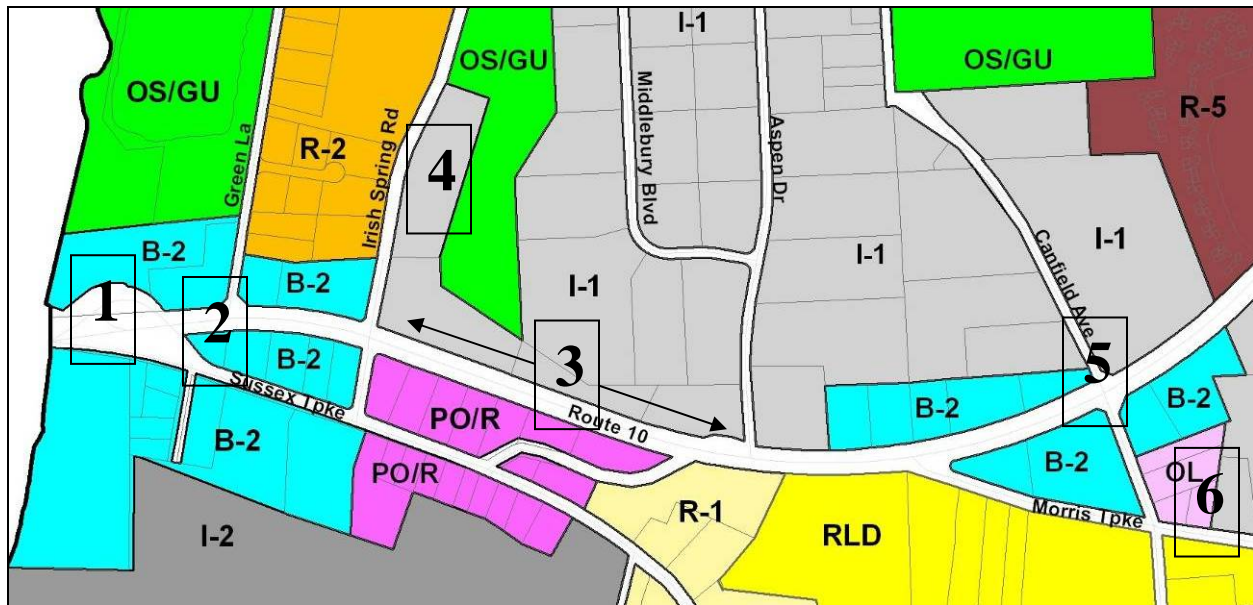 I-1
OS/GU
OS/GU
OS/GU
R-5
Middlebury Blvd
Aspen Dr
R-2
Green La
Irish Spring Rd
4
B-2
I-1
I-1
I-1
Canfield Ave
1
2
B-2
3
5
B-2
Sussex Tpke
PO/R
Route 10
B-2
B-2
B-2
PO/R
B-2
OL
6
R-1
RLD
Morris Tpke
I-2